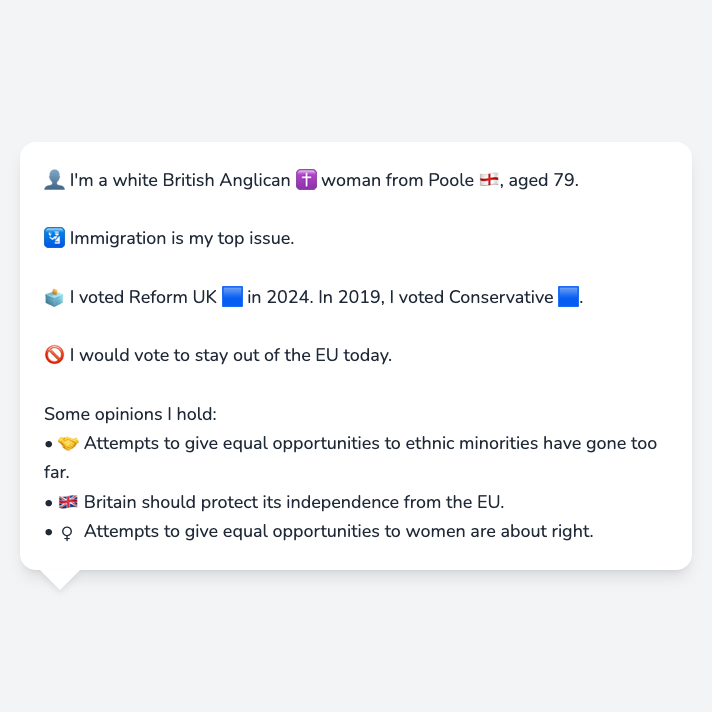 👤 I'm a white British Anglican ✝️ woman from Poole 🏴󠁧󠁢󠁥󠁮󠁧󠁿, aged 79.
🛂 Immigration is my top issue.
🗳️ I voted Reform UK 🟦 in 2024. In 2019, I voted Conservative 🟦.
🚫 I would vote to stay out of the EU today.
Some opinions I hold:
• 🤝 Attempts to give equal opportunities to ethnic minorities have gone too
far.
• 🇬🇧 Britain should protect its independence from the EU.
• ♀ Attempts to give equal opportunities to women are about right.